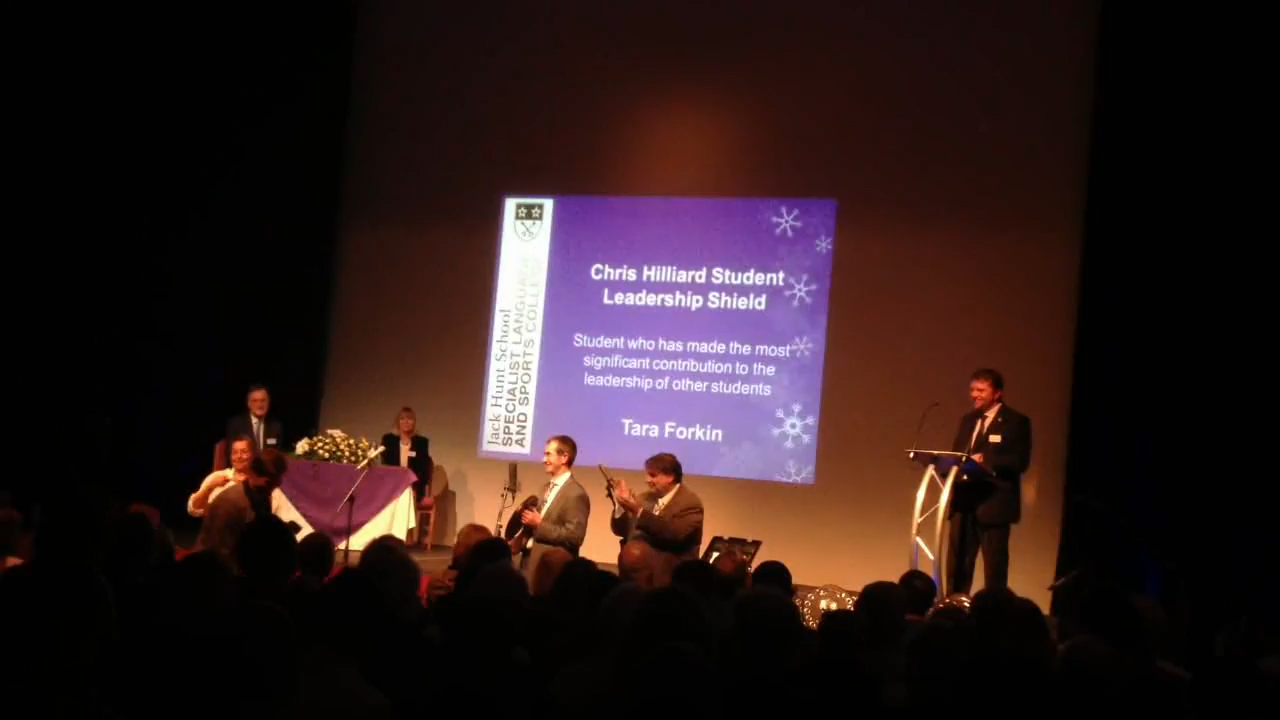 Jack Hunt School
SPECIALIST LANGUAGE
AND SPORTS COLLEGE
Chris Hilliard Student
Leadership Shield
Student who has made the most
significant contribution to the
leadership of other students
Tara Forkin